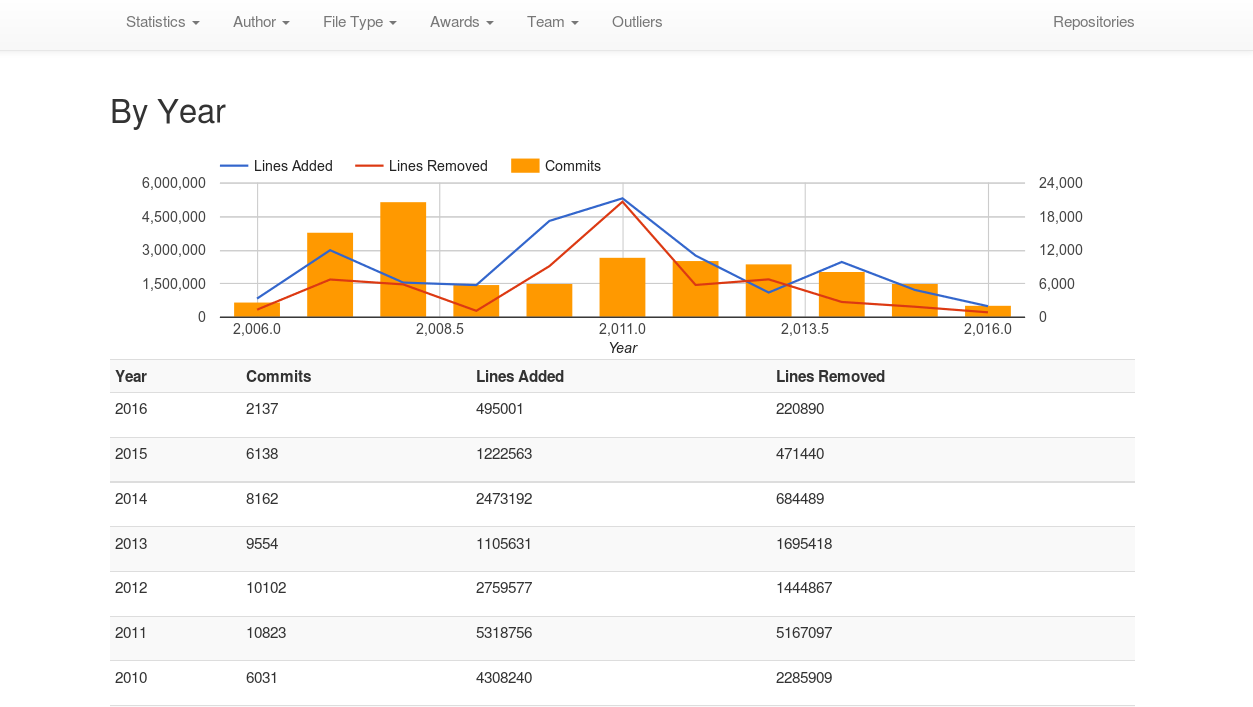 Statistics Author File Type Awards Team Outliers Repositories
By Year
Lines Added Lines Removed Commits
6,000,000 24,000
4,500,000 18,000
3,000,000 12,000
1,500,000 6,000
0 0
2,006.0 2,008.5 2,011.0 2,013.5 2,016.0
Year
Year Commits Lines Added Lines Removed
2016 2137 495001 220890
2015 6138 1222563 471440
2014 8162 2473192 684489
2013 9554 1105631 1695418
2012 10102 2759577 1444867
2011 10823 5318756 5167097
2010 6031 4308240 2285909